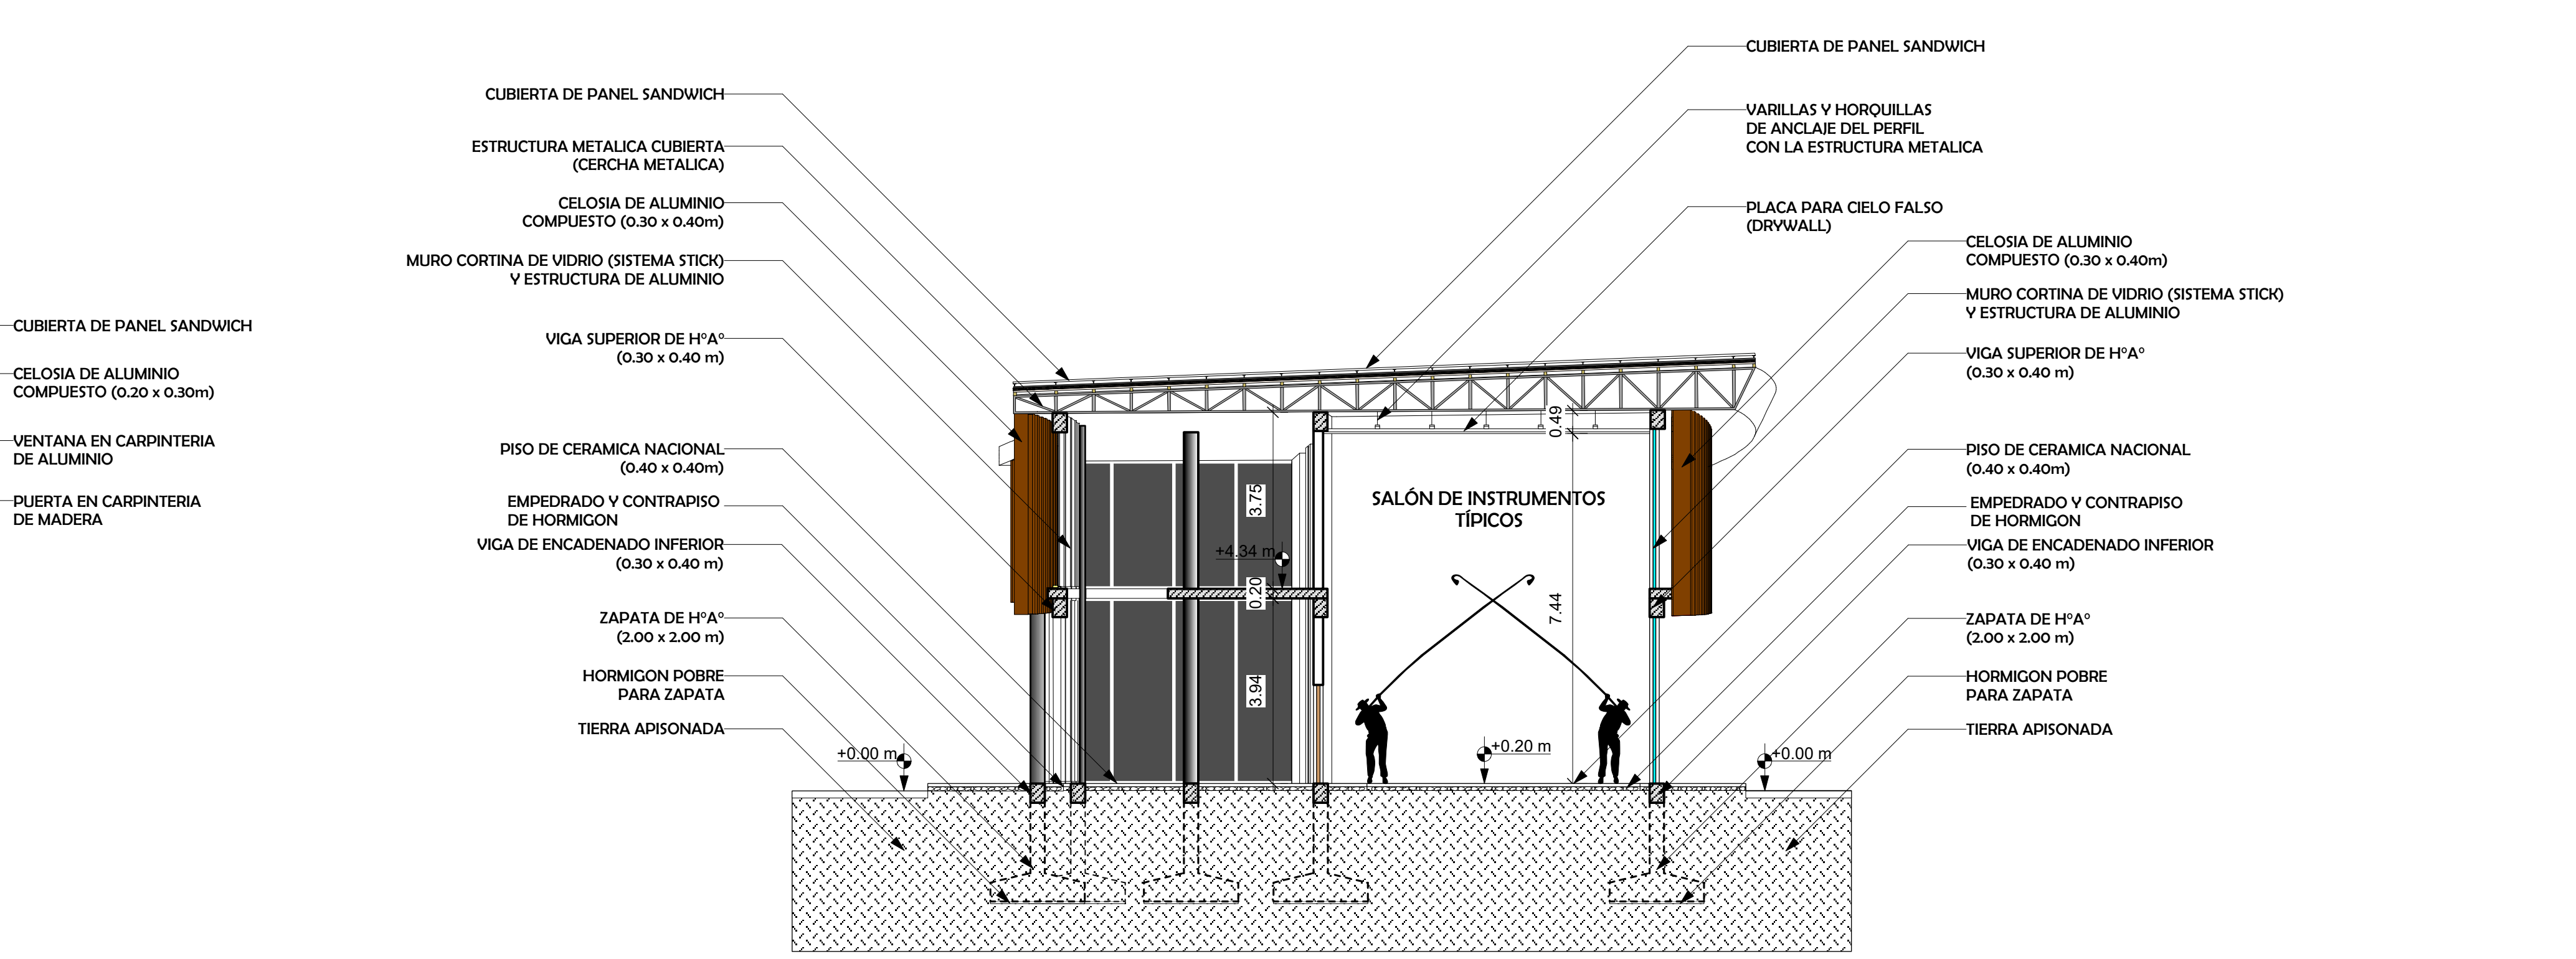 CUBIERTA DE PANEL SANDWICH
CELOSIA DE ALUMINIO
COMPUESTO (0.20 x 0.30m)
VENTANA EN CARPINTERIA
DE ALUMINIO
PUERTA EN CARPINTERIA
DE MADERA
CUBIERTA DE PANEL SANDWICH
ESTRUCTURA METALICA CUBIERTA
(CERCHA METALICA)
CELOSIA DE ALUMINIO
COMPUESTO (0.30 x 0.40m)
MURO CORTINA DE VIDRIO (SISTEMA STICK)
Y ESTRUCTURA DE ALUMINIO
VIGA SUPERIOR DE HºAº
(0.30 x 0.40 m)
PISO DE CERAMICA NACIONAL
(0.40 x 0.40m)
EMPEDRADO Y CONTRAPISO
DE HORMIGON
VIGA DE ENCADENADO INFERIOR
(0.30 x 0.40 m)
ZAPATA DE HºAº
(2.00 x 2.00 m)
HORMIGON POBRE
PARA ZAPATA
TIERRA APISONADA
+0.00 m
3.75
+4.34 m
0.20
3.94
SALÓN DE INSTRUMENTOS
TÍPICOS
0.49
7.44
+0.20 m
+0.00 m
CUBIERTA DE PANEL SANDWICH
VARILLAS Y HORQUILLAS
DE ANCLAJE DEL PERFIL
CON LA ESTRUCTURA METALICA
PLACA PARA CIELO FALSO
(DRYWALL)
CELOSIA DE ALUMINIO
COMPUESTO (0.30 x 0.40m)
MURO CORTINA DE VIDRIO (SISTEMA STICK)
Y ESTRUCTURA DE ALUMINIO
VIGA SUPERIOR DE HºAº
(0.30 x 0.40 m)
PISO DE CERAMICA NACIONAL
(0.40 x 0.40m)
EMPEDRADO Y CONTRAPISO
DE HORMIGON
VIGA DE ENCADENADO INFERIOR
(0.30 x 0.40 m)
ZAPATA DE HºAº
(2.00 x 2.00 m)
HORMIGON POBRE
PARA ZAPATA
TIERRA APISONADA